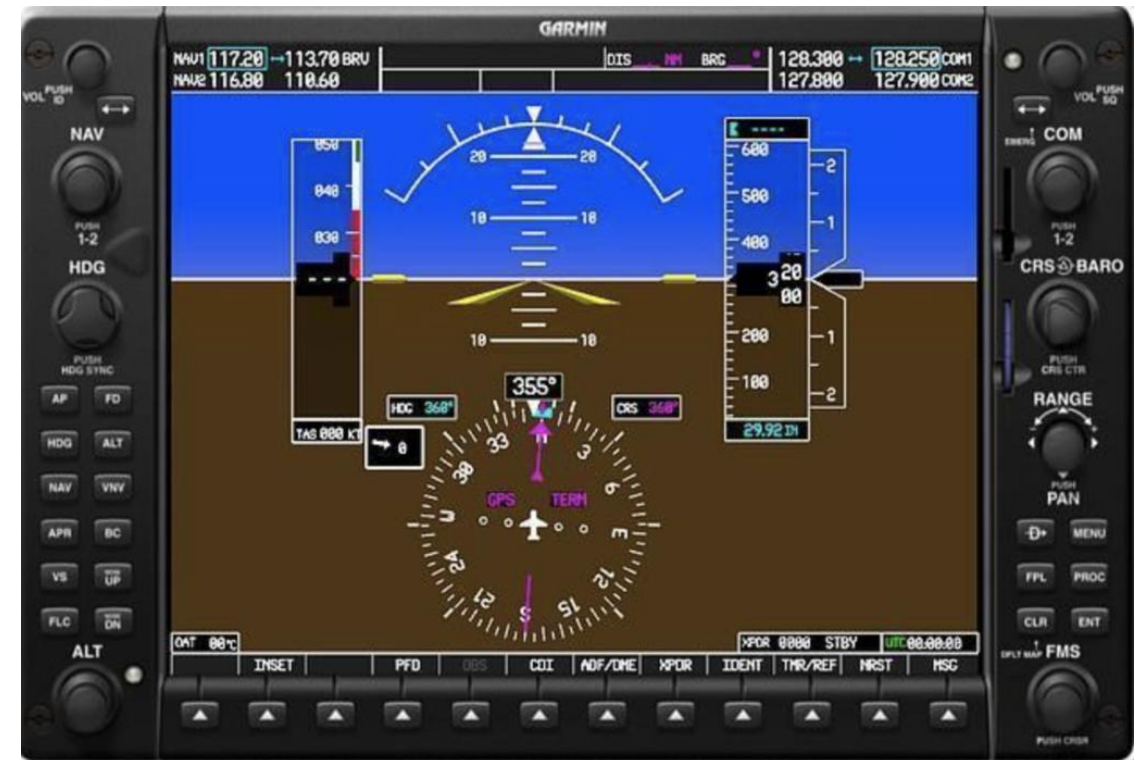 GARMIN
NAV1 117.20 ↔ 113.70 BRV
NAV2 116.80 110.60
DIS __._ NM BRG ___°
128.300 ↔ 128.250 COM1
127.800 127.900 COM2
VOL PUSH ID
NAV
PUSH
1-2
HDG
PUSH
HDG SYNC
AP FD
HDG ALT
NAV VNV
APR BC
VS NOSE UP
FLC NOSE DN
ALT
050
040
030
---
TAS 000 KT
20 20
10 10
10 10
----
600
500
400
3 20
00
200
100
2
1
1
2
29.92 IN
355°
HDG 360°
CRS 360°
0
N 3 6 E 12 15 S 21 24 W 30 33
GPS TERM
OAT 00°C
XPDR 0000 STBY
UTC 00:00:00
INSET PFD OBS CDI ADF/DME XPDR IDENT TMR/REF NRST MSG
VOL PUSH SQ
EMERG
COM
PUSH
1-2
CRS BARO
PUSH
CRS CTR
RANGE
- +
PUSH
PAN
D MENU
FPL PROC
CLR ENT
DFLT MAP FMS
PUSH CRSR